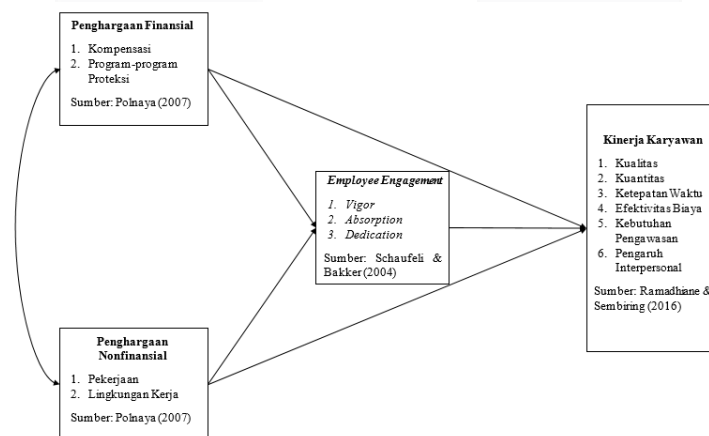 Penghargaan Finansial
1. Kompensasi
2. Program-program
Proteksi
Sumber: Polnaya (2007)
Employee Engagement
1. Vigor
2. Absorption
3. Dedication
Sumber: Schaufeli &
Bakker (2004)
Kinerja Karyawan
1. Kualitas
2. Kuantitas
3. Ketepatan Waktu
4. Efektivitas Biaya
5. Kebutuhan
Pengawasan
6. Pengaruh
Interpersonal
Sumber: Ramadhiane &
Sembiring (2016)
Penghargaan
Nonfinansial
1. Pekerjaan
2. Lingkungan Kerja
Sumber: Polnaya (2007)